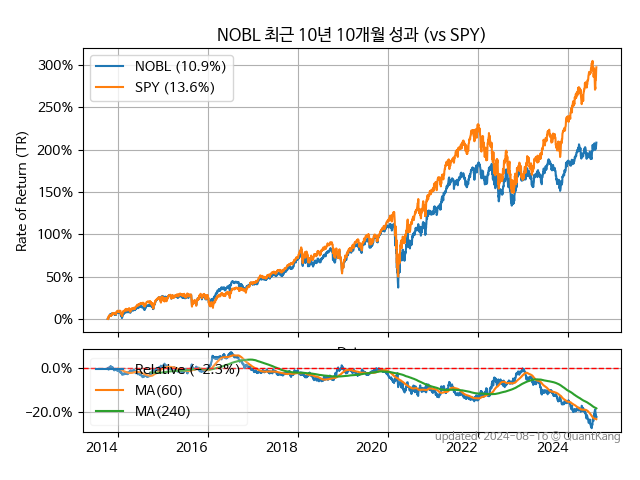 NOBL 최근 10년 10개월 성과 (vs SPY)
NOBL (10.9%)
SPY (13.6%)
300%
250%
200%
150%
100%
50%
0%
Rate of Return (TR)
0.0%
-20.0%
Relative (-2.3%)
MA(60)
MA(240)
updated: 2024-08-16 © QuantKang
2014 2016 2018 2020 2022 2024